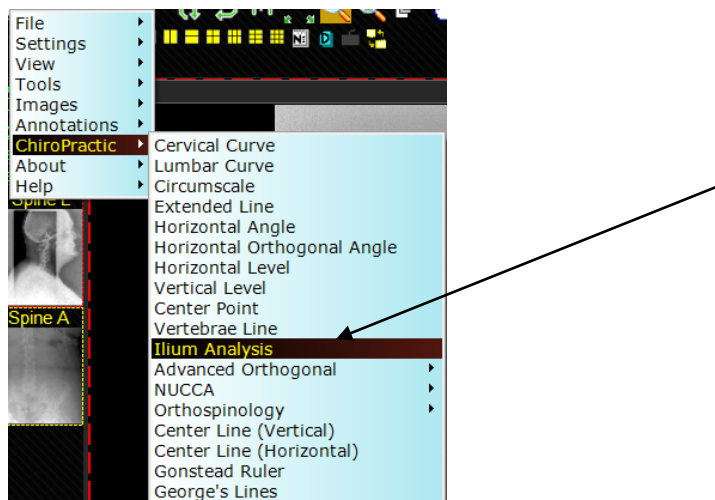 File
Settings
View
Tools
Images
Annotations
ChiroPractic
About
Help
Cervical Curve
Lumbar Curve
Circumscale
Extended Line
Horizontal Angle
Horizontal Orthogonal Angle
Horizontal Level
Vertical Level
Center Point
Vertebrae Line
Ilium Analysis
Advanced Orthogonal
NUCCA
Orthospinology
Center Line (Vertical)
Center Line (Horizontal)
Gonstead Ruler
George's Lines
Spine L
Spine A